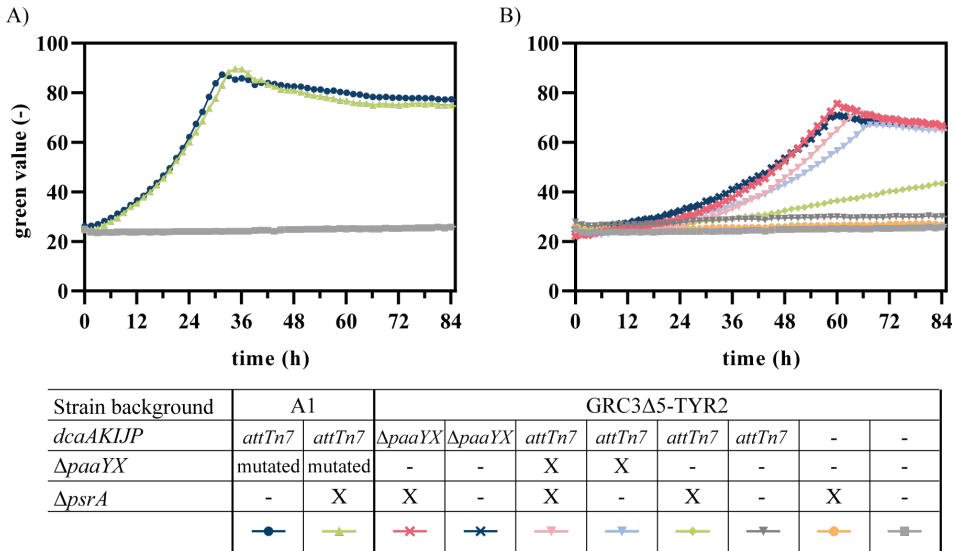 A)
B)
green value (-)
100
80
60
40
20
0
0 12 24 36 48 60 72 84
time (h)
100
80
60
40
20
0
0 12 24 36 48 60 72 84
time (h)
Strain background A1 GRC3Δ5-TYR2
dcaAKIJP attTn7 attTn7 ΔpaaYX ΔpaaYX attTn7 attTn7 attTn7 attTn7 - -
ΔpaaYX mutated mutated - - X X - - - -
ΔpsrA - X X - X - X - X -